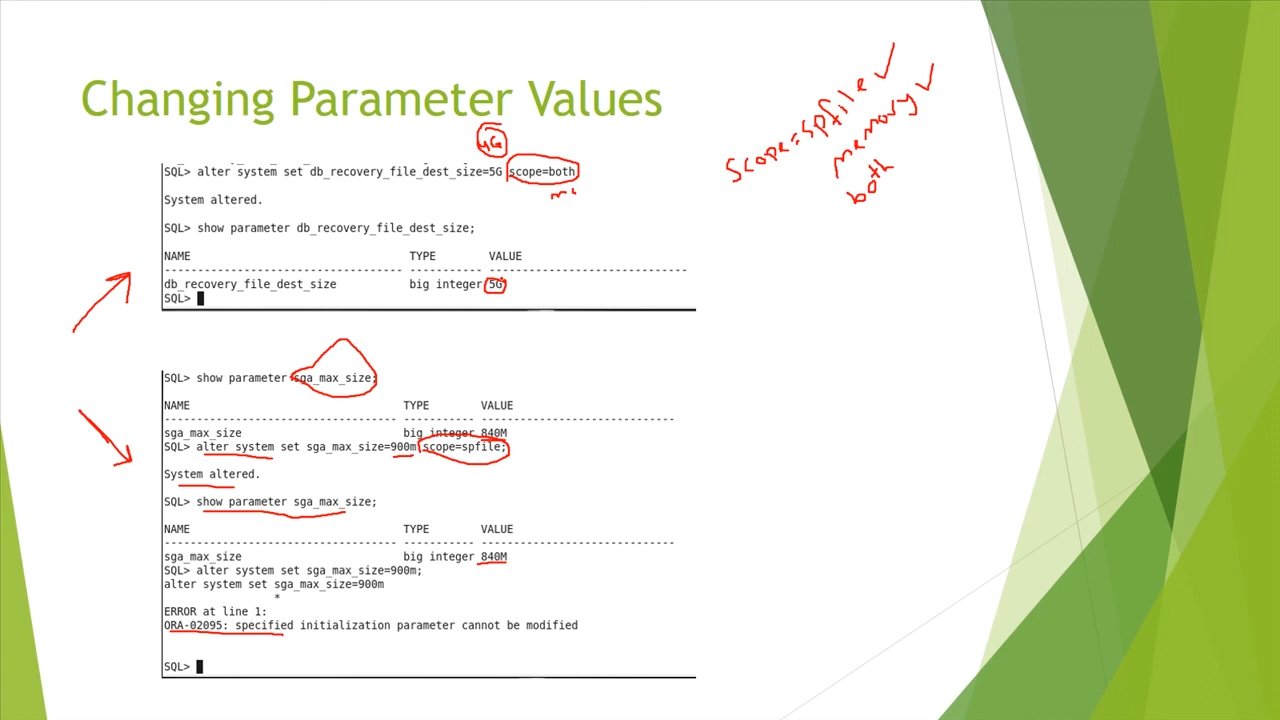 Changing Parameter Values
4G
SQL> alter system set db_recovery_file_dest_size=5G scope=both
System altered.
SQL> show parameter db_recovery_file_dest_size;
NAME TYPE VALUE
------------------------------------ ----------- ------------------------------
db_recovery_file_dest_size big integer 5G
SQL>
scope=spfile
memory
both
SQL> show parameter sga_max_size;
NAME TYPE VALUE
------------------------------------ ----------- ------------------------------
sga_max_size big integer 840M
SQL> alter system set sga_max_size=900m scope=spfile;
System altered.
SQL> show parameter sga_max_size;
NAME TYPE VALUE
------------------------------------ ----------- ------------------------------
sga_max_size big integer 840M
SQL> alter system set sga_max_size=900m;
alter system set sga_max_size=900m
*
ERROR at line 1:
ORA-02095: specified initialization parameter cannot be modified
SQL>